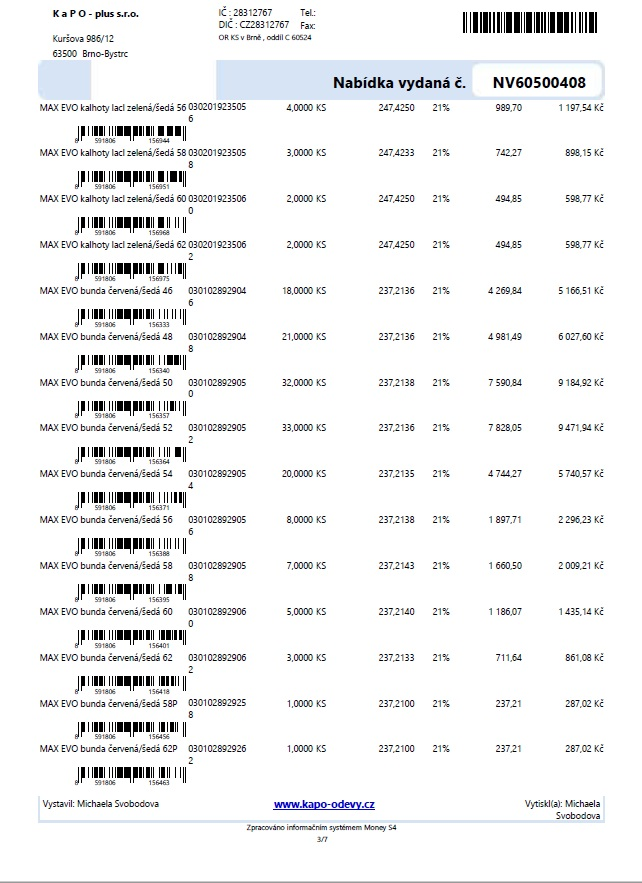 K a P O - plus s.r.o.
IČ : 28312767 Tel.:
DIČ : CZ28312767 Fax:
OR KS v Brně , oddíl C 60524
Kuršova 986/12
63500 Brno-Bystrc
Nabídka vydaná č. NV60500408
MAX EVO kalhoty lacl zelená/šedá 56 030201923505 4,0000 KS 247,4250 21% 989,70 1 197,54 Kč
6
8 591806 156944
MAX EVO kalhoty lacl zelená/šedá 58 030201923505 3,0000 KS 247,4233 21% 742,27 898,15 Kč
8
8 591806 156951
MAX EVO kalhoty lacl zelená/šedá 60 030201923506 2,0000 KS 247,4250 21% 494,85 598,77 Kč
0
8 591806 156968
MAX EVO kalhoty lacl zelená/šedá 62 030201923506 2,0000 KS 247,4250 21% 494,85 598,77 Kč
2
8 591806 156975
MAX EVO bunda červená/šedá 46 030102892904 18,0000 KS 237,2136 21% 4 269,84 5 166,51 Kč
6
8 591806 156333
MAX EVO bunda červená/šedá 48 030102892904 21,0000 KS 237,2136 21% 4 981,49 6 027,60 Kč
8
8 591806 156340
MAX EVO bunda červená/šedá 50 030102892905 32,0000 KS 237,2138 21% 7 590,84 9 184,92 Kč
0
8 591806 156357
MAX EVO bunda červená/šedá 52 030102892905 33,0000 KS 237,2136 21% 7 828,05 9 471,94 Kč
2
8 591806 156364
MAX EVO bunda červená/šedá 54 030102892905 20,0000 KS 237,2135 21% 4 744,27 5 740,57 Kč
4
8 591806 156371
MAX EVO bunda červená/šedá 56 030102892905 8,0000 KS 237,2138 21% 1 897,71 2 296,23 Kč
6
8 591806 156388
MAX EVO bunda červená/šedá 58 030102892905 7,0000 KS 237,2143 21% 1 660,50 2 009,21 Kč
8
8 591806 156395
MAX EVO bunda červená/šedá 60 030102892906 5,0000 KS 237,2140 21% 1 186,07 1 435,14 Kč
0
8 591806 156401
MAX EVO bunda červená/šedá 62 030102892906 3,0000 KS 237,2133 21% 711,64 861,08 Kč
2
8 591806 156418
MAX EVO bunda červená/šedá 58P 030102892925 1,0000 KS 237,2100 21% 237,21 287,02 Kč
8
8 591806 156456
MAX EVO bunda červená/šedá 62P 030102892926 1,0000 KS 237,2100 21% 237,21 287,02 Kč
2
8 591806 156463
Vystavil: Michaela Svobodova www.kapo-odevy.cz Vytiskl(a): Michaela
Svobodova
Zpracováno informačním systémem Money S4
3/7